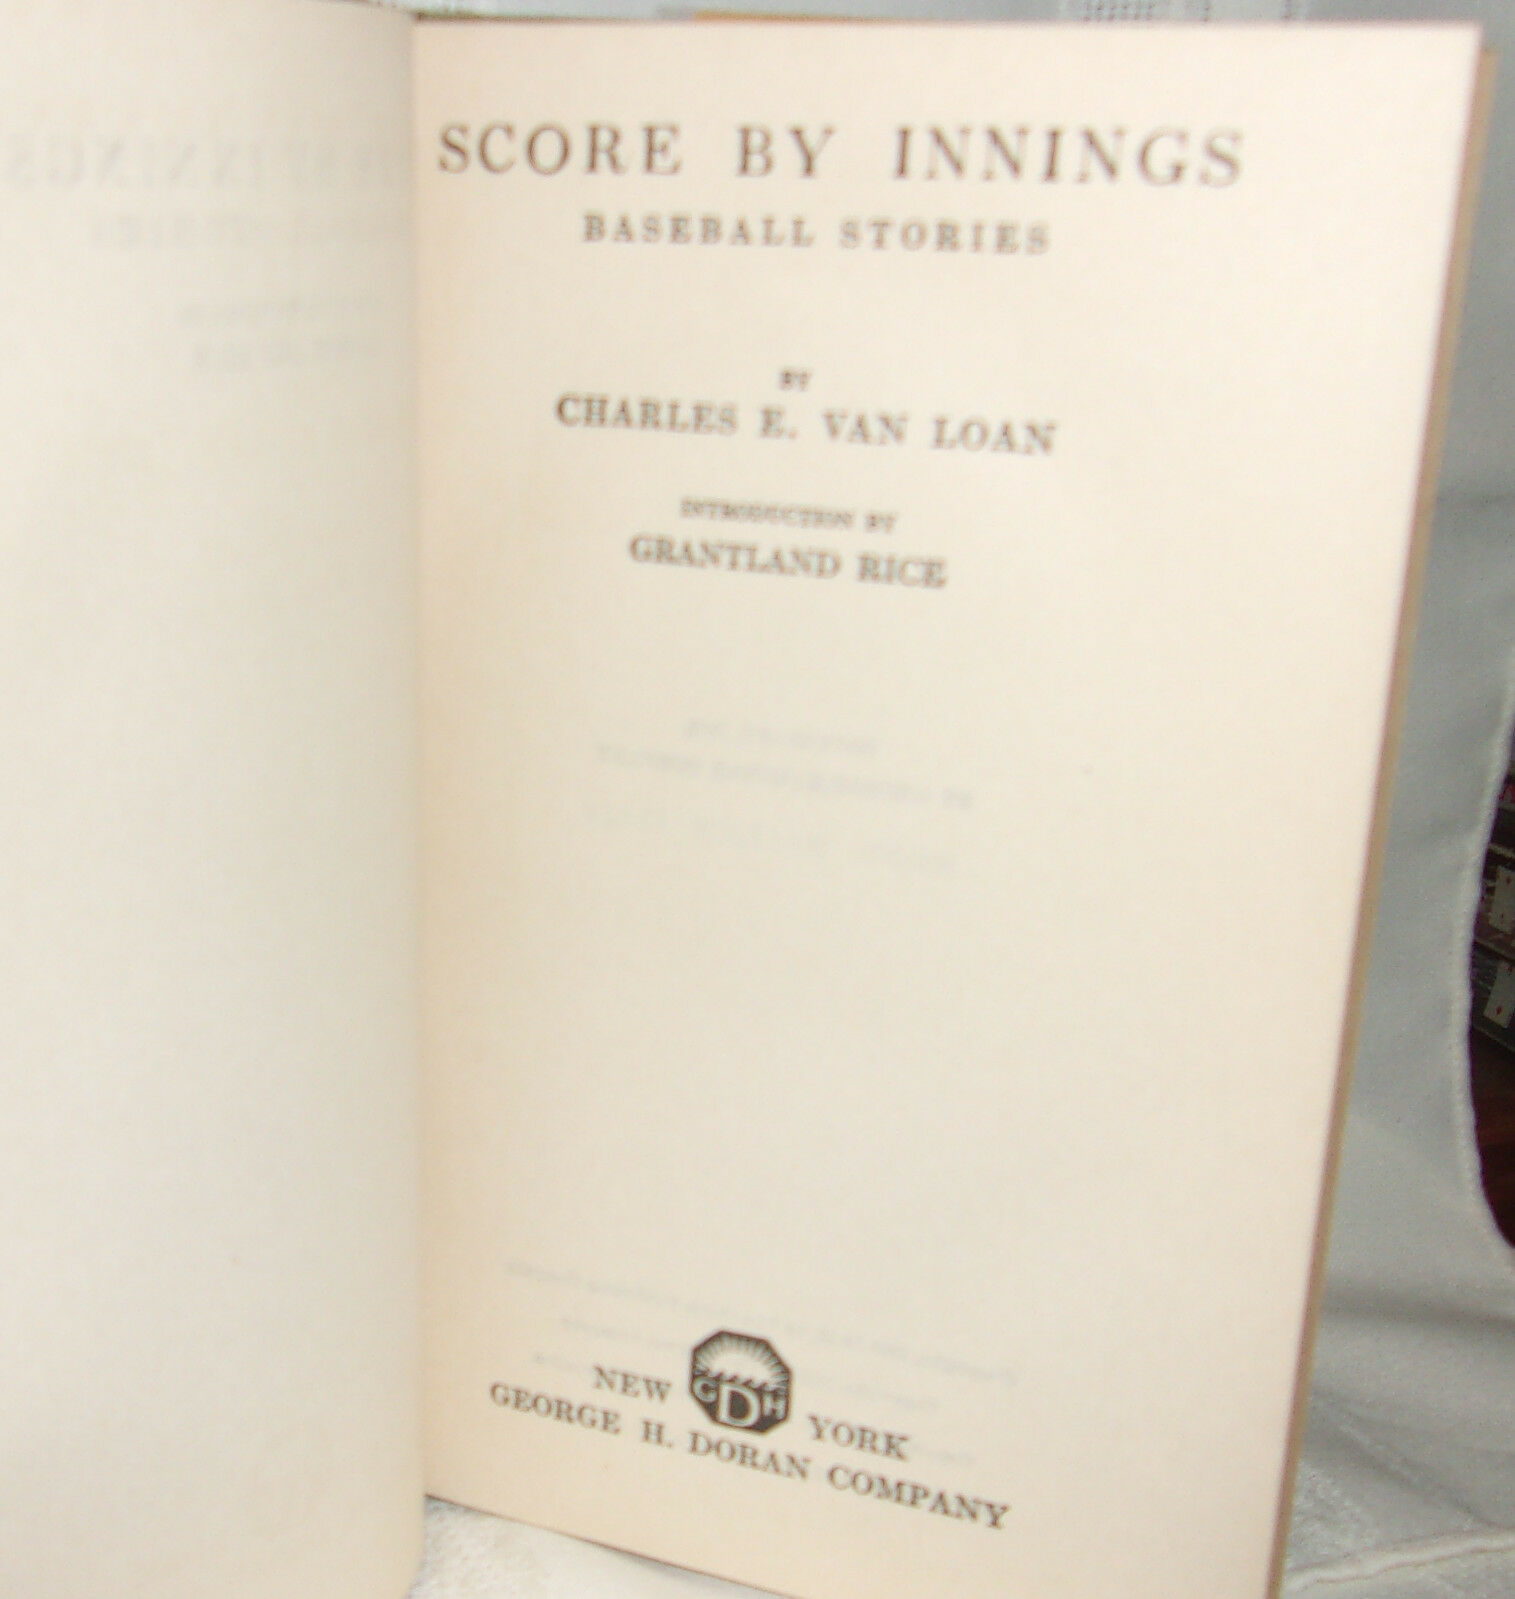 SCORE BY INNINGS
BASEBALL STORIES
BY
CHARLES E. VAN LOAN
INTRODUCTION BY
GRANTLAND RICE
NEW GDH YORK
GEORGE H. DORAN COMPANY